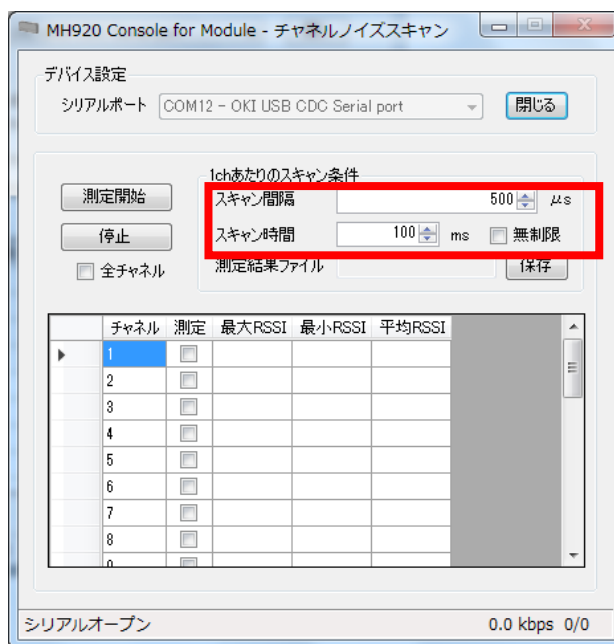 MH920 Console for Module - チャネルノイズスキャン
デバイス設定
シリアルポート COM12 - OKI USB CDC Serial port 閉じる
1chあたりのスキャン条件
測定開始 スキャン間隔 500 μs
停止 スキャン時間 100 ms 無制限
全チャネル 測定結果ファイル 保存
チャネル 測定 最大RSSI 最小RSSI 平均RSSI
1
2
3
4
5
6
7
8
シリアルオープン 0.0 kbps 0/0